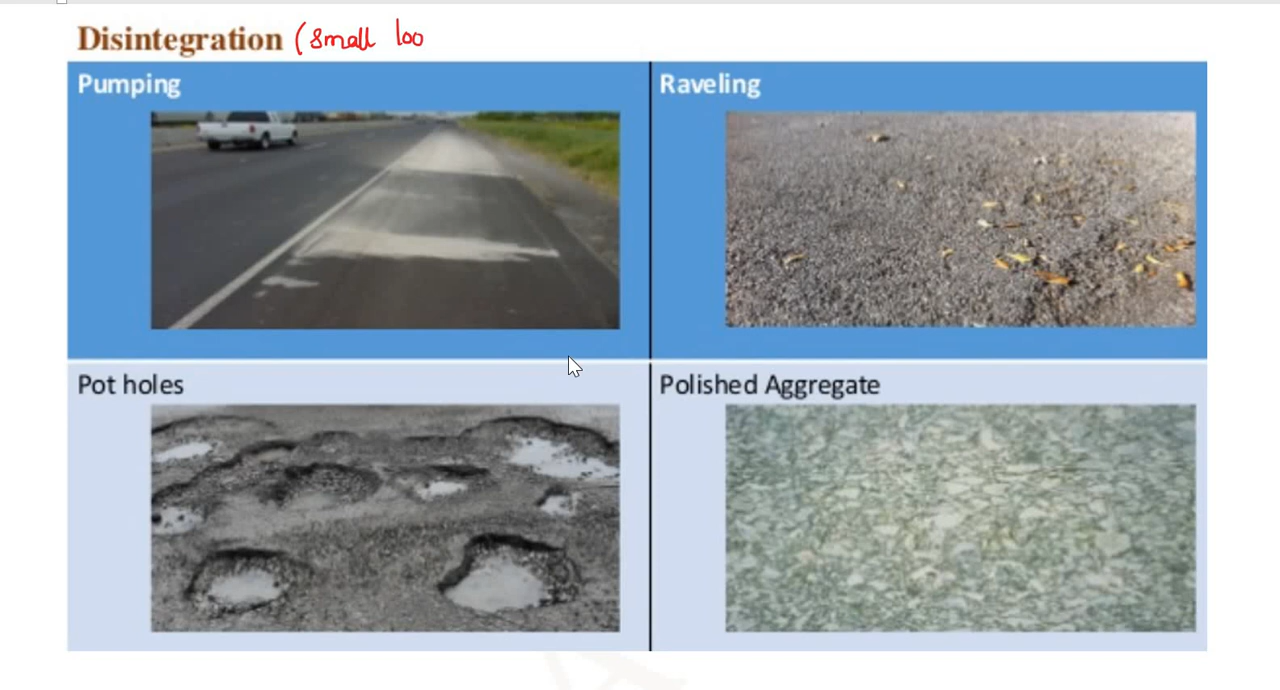 Disintegration (small loo
Pumping
Raveling
Pot holes
Polished Aggregate